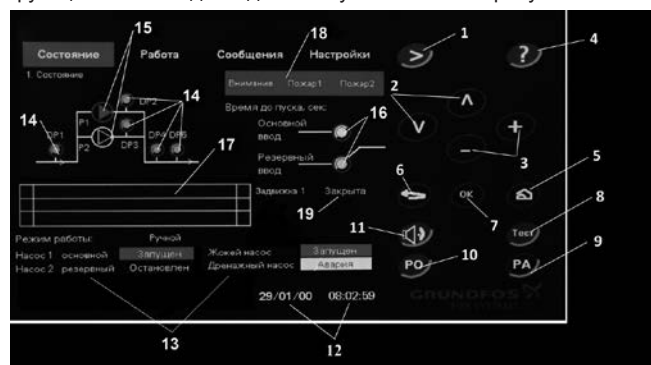 15
18
1
4
Состояние Работа Сообщения Настройки
> ?
1. Состояние
Внимание Пожар1 Пожар2
2
14 DP2 14
Время до пуска, сек:
DP1 P1 DP3 DP4 DP5
P2
Основной ввод
16
Резервный ввод
∧
∨ +
−
3
17
6
5
OK
7
Задвижка 1 Закрыта
19
8
11
Тест
Режим работы: Ручной
Насос 1 основной Запущен
Насос 2 резервный Остановлен
Жокей насос Запущен
Дренажный насос Авария
10
9
РО
РА
29/01/00 08:02:59
GRUNDFOS
13
12